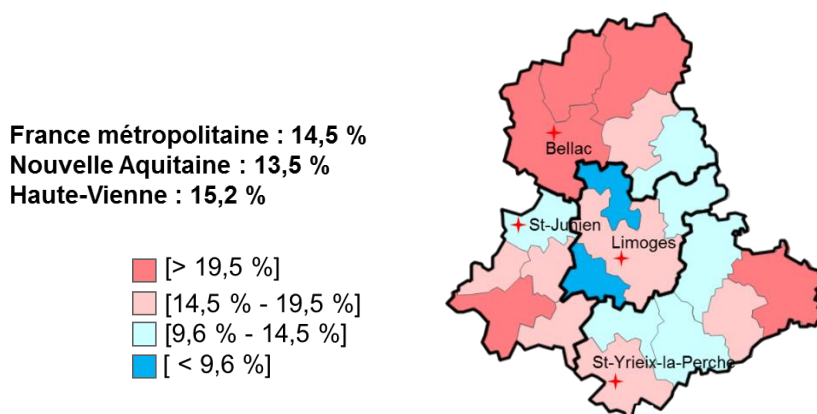 France métropolitaine : 14,5 %
Nouvelle Aquitaine : 13,5 %
Haute-Vienne : 15,2 %
[> 19,5 %]
[14,5 % - 19,5 %]
[9,6 % - 14,5 %]
[ < 9,6 %]
Bellac
St-Junien
Limoges
St-Yrieix-la-Perche